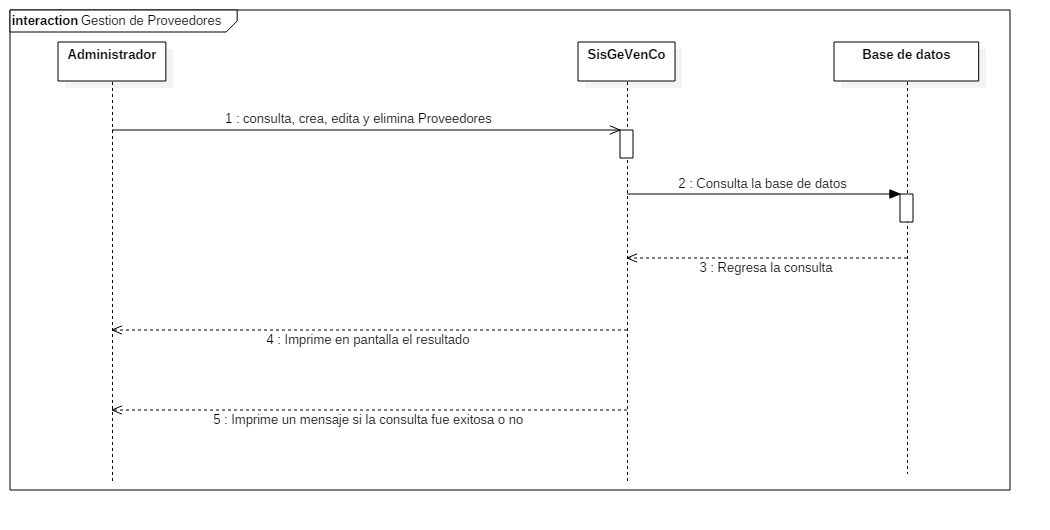 interaction Gestion de Proveedores
Administrador
SisGeVenCo
Base de datos
1 : consulta, crea, edita y elimina Proveedores
2 : Consulta la base de datos
3 : Regresa la consulta
4 : Imprime en pantalla el resultado
5 : Imprime un mensaje si la consulta fue exitosa o no